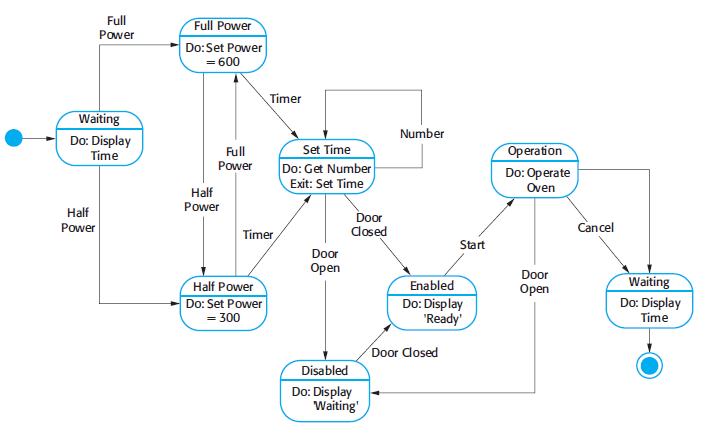 Full
Power
Full Power
Do: Set Power
= 600
Timer
Waiting
Do: Display
Time
Number
Set Time
Do: Get Number
Exit: Set Time
Operation
Do: Operate
Oven
Full
Power
Half
Power
Half
Power
Timer
Door
Closed
Door
Open
Start
Cancel
Door
Open
Half Power
Do: Set Power
= 300
Enabled
Do: Display
'Ready'
Waiting
Do: Display
Time
Door Closed
Disabled
Do: Display
'Waiting'